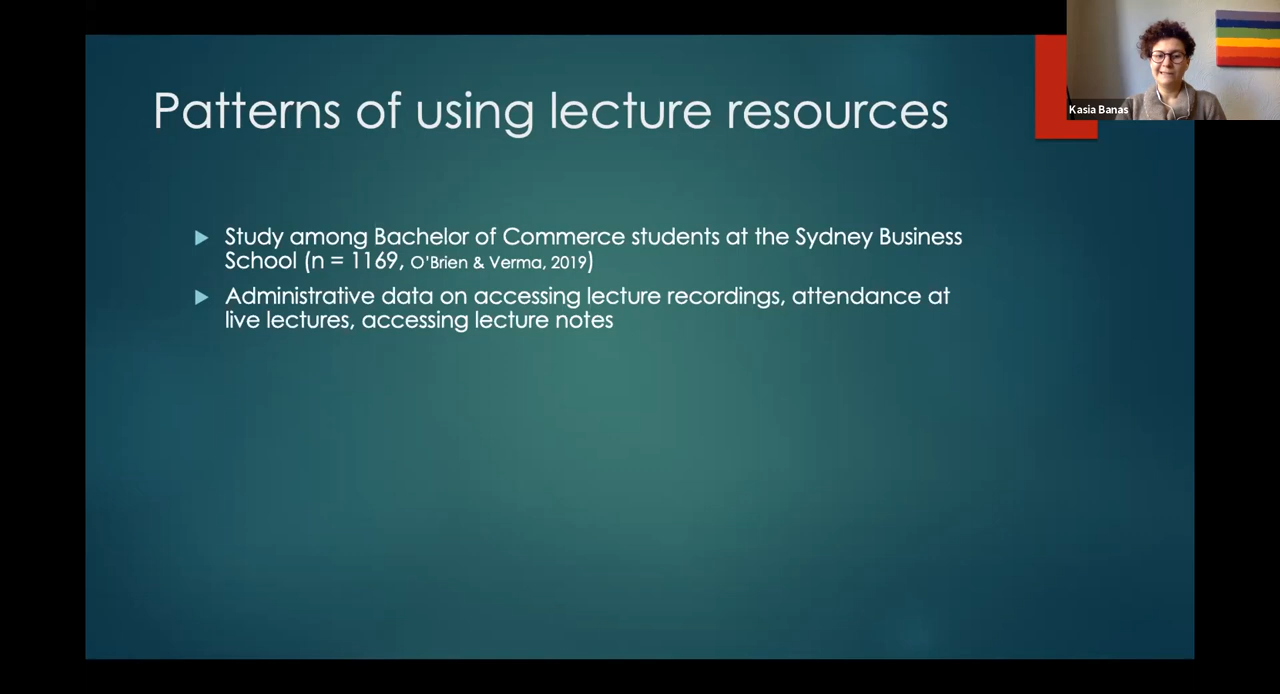 Patterns of using lecture resources
Kasia Banas
Study among Bachelor of Commerce students at the Sydney Business
School (n = 1169, O'Brien & Verma, 2019)
Administrative data on accessing lecture recordings, attendance at
live lectures, accessing lecture notes